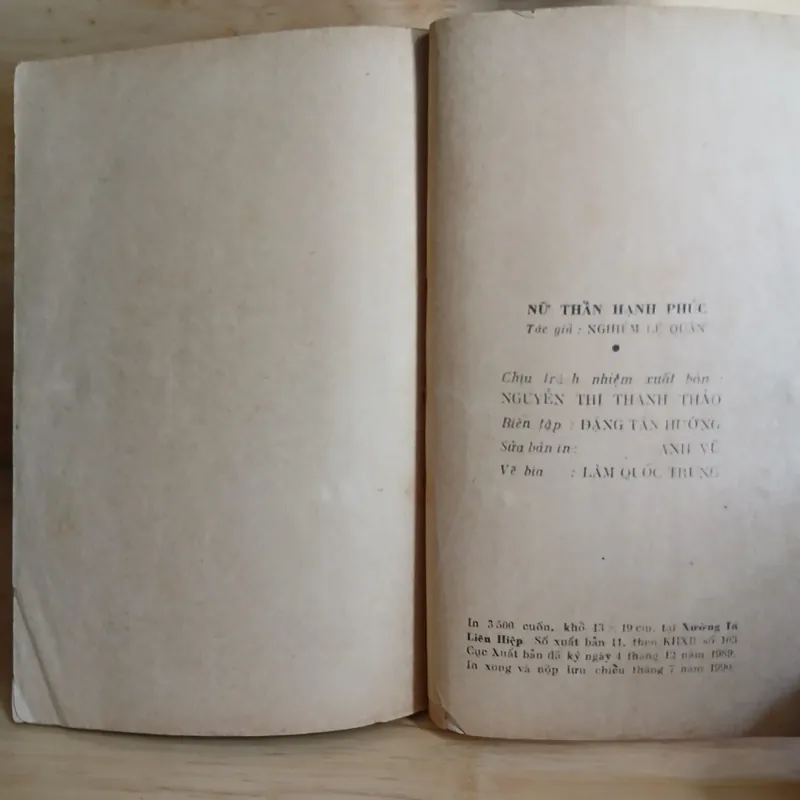 NỮ THẦN HẠNH PHÚC
Tác giả : NGHIÊM LỆ QUÂN
●
Chịu trách nhiệm xuất bản :
NGUYỄN THỊ THANH THẢO
Biên tập : ĐẶNG TẤN HƯỚNG
Sửa bản in : ANH VŨ
Vẽ bìa : LÂM QUỐC TRUNG
In 3500 cuốn, khổ 13 × 19 cm, tại Xưởng In
Liên Hiệp. Số xuất bản 11, theo KHXB số 103
Cục Xuất bản đã ký ngày 4 tháng 12 năm 1989.
In xong và nộp lưu chiểu tháng 7 năm 1990.